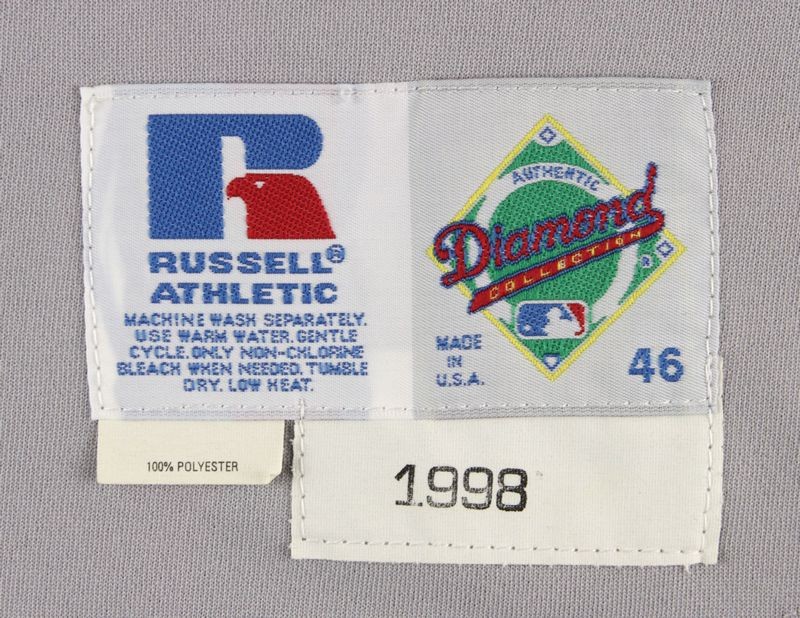 RUSSELL®
ATHLETIC
MACHINE WASH SEPARATELY.
USE WARM WATER. GENTLE
CYCLE. ONLY NON-CHLORINE
BLEACH WHEN NEEDED. TUMBLE
DRY. LOW HEAT.
AUTHENTIC
Diamond
COLLECTION
®
MADE
IN
U.S.A.
46
100% POLYESTER
1998